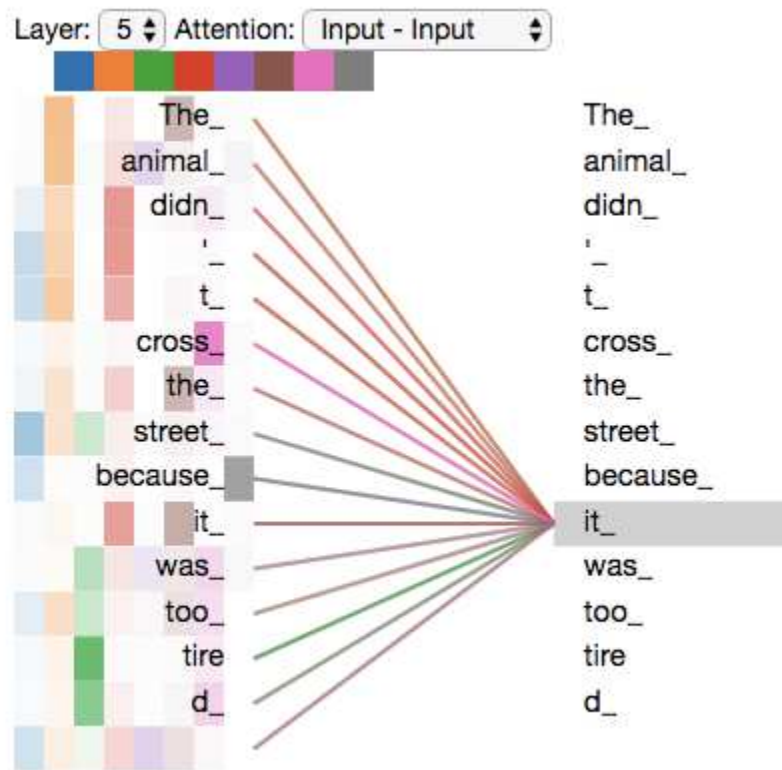 Layer: 5 Attention: Input - Input
The_ The_
animal_ animal_
didn_ didn_
'_ '_
t_ t_
cross_ cross_
the_ the_
street_ street_
because_ because_
it_ it_
was_ was_
too_ too_
tire tire
d_ d_